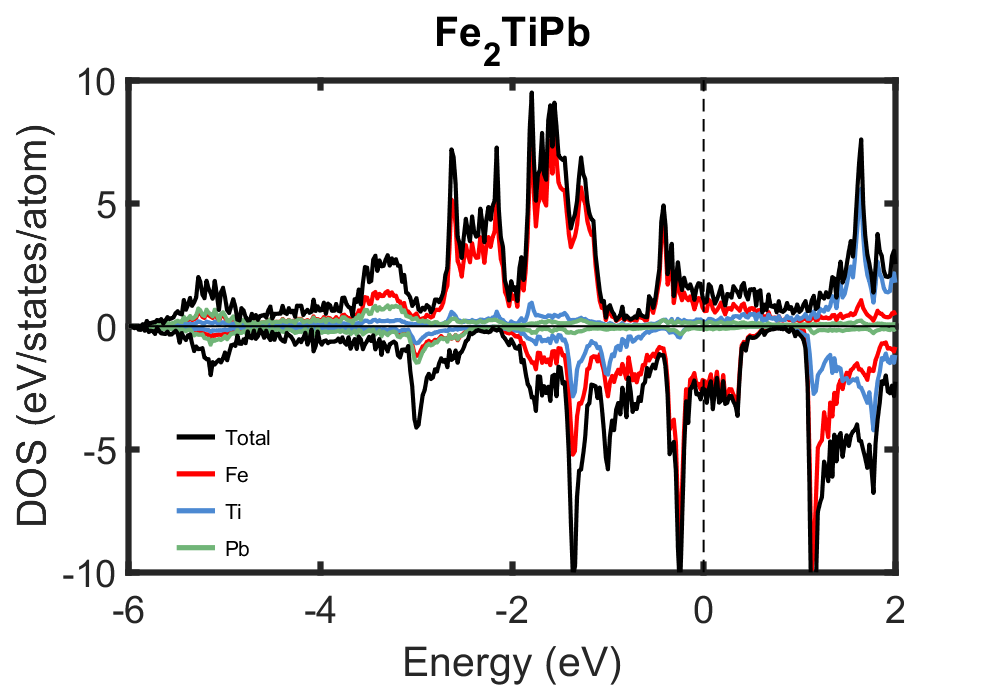 Fe2TiPb
10
5
0
-5
-10
DOS (eV/states/atom)
Total
Fe
Ti
Pb
-6 -4 -2 0 2
Energy (eV)